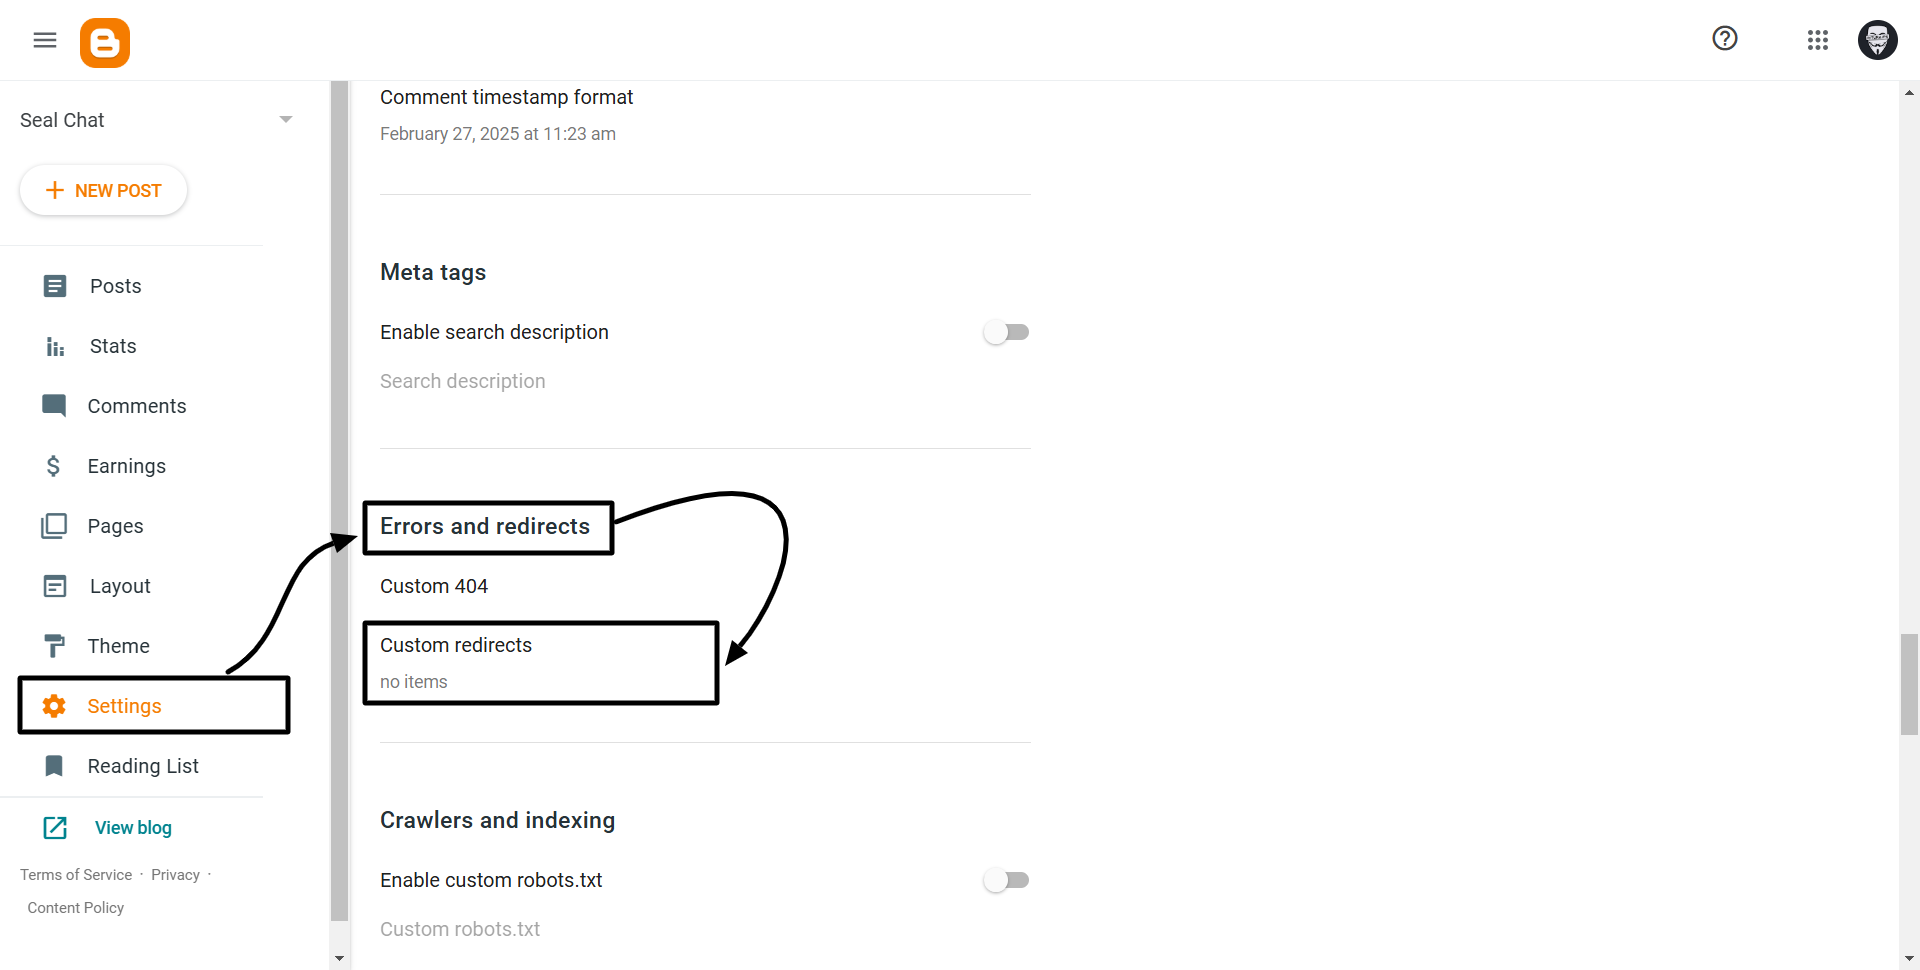 Seal Chat
NEW POST
Posts
Stats
Comments
Earnings
Pages
Layout
Theme
Settings
Reading List
View blog
Terms of Service · Privacy ·
Content Policy
Comment timestamp format
February 27, 2025 at 11:23 am
Meta tags
Enable search description
Search description
Errors and redirects
Custom 404
Custom redirects
no items
Crawlers and indexing
Enable custom robots.txt
Custom robots.txt